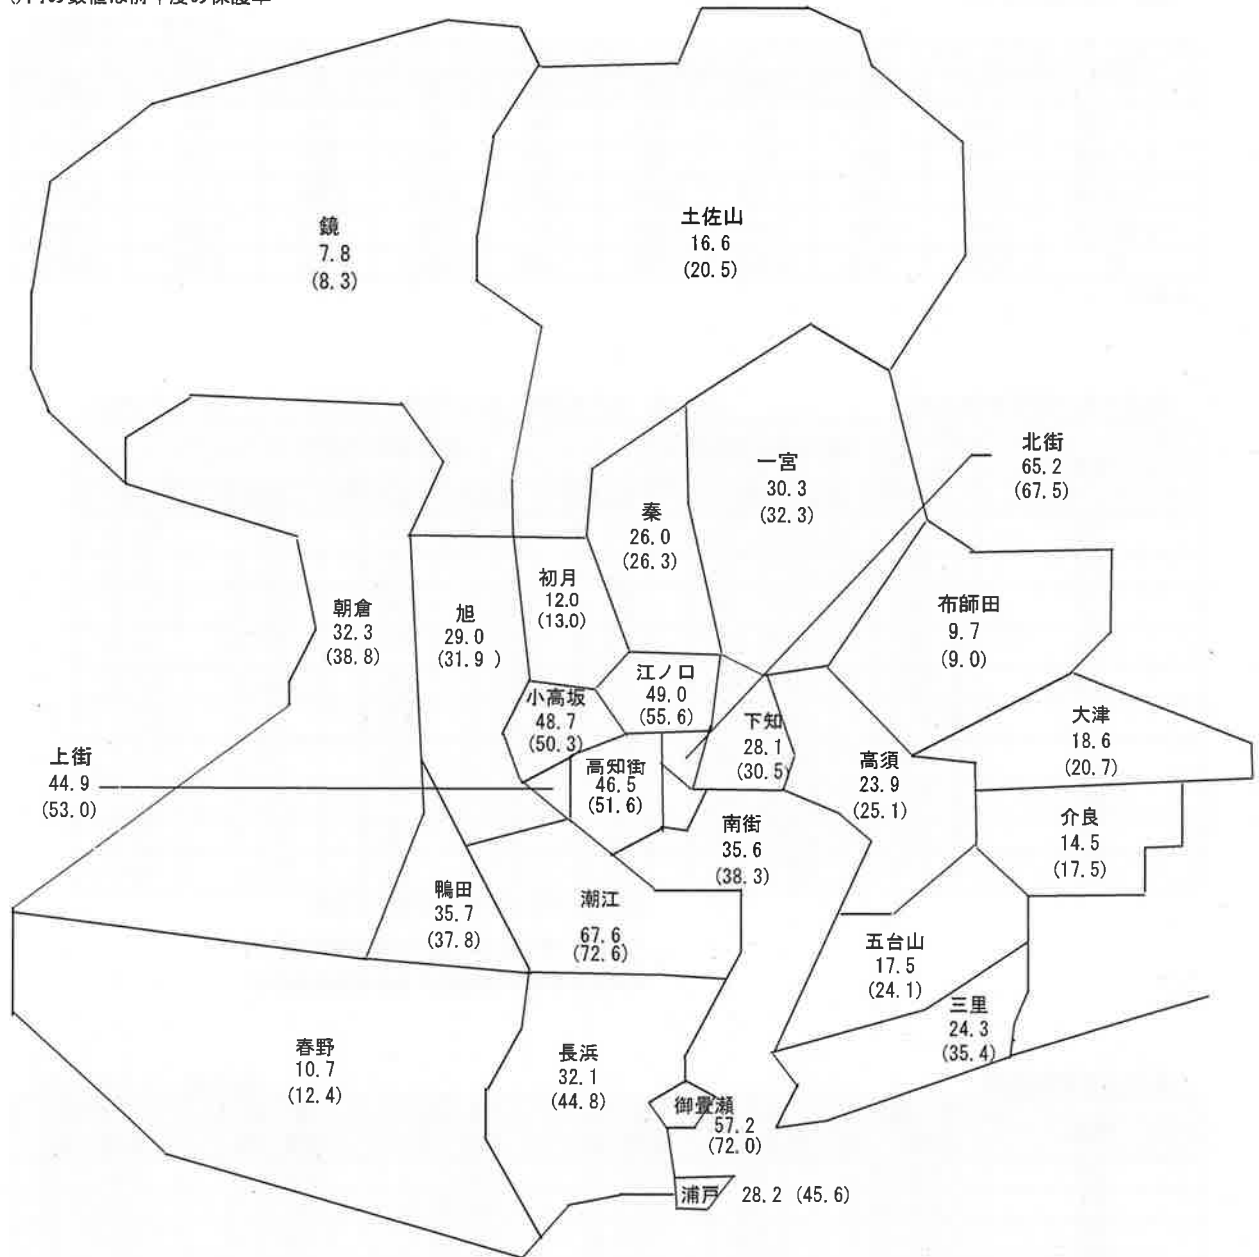 ()内の数値は前年度の保護率
鏡
7.8
(8.3)
土佐山
16.6
(20.5)
北街
65.2
(67.5)
一宮
30.3
(32.3)
秦
26.0
(26.3)
初月
12.0
(13.0)
朝倉
32.3
(38.8)
旭
29.0
(31.9 )
布師田
9.7
(9.0)
江ノ口
49.0
(55.6)
小高坂
48.7
(50.3)
下知
28.1
(30.5)
大津
18.6
(20.7)
上街
44.9
(53.0)
高知街
46.5
(51.6)
高須
23.9
(25.1)
介良
14.5
(17.5)
南街
35.6
(38.3)
鴨田
35.7
(37.8)
潮江
67.6
(72.6)
五台山
17.5
(24.1)
三里
24.3
(35.4)
春野
10.7
(12.4)
長浜
32.1
(44.8)
御畳瀬
57.2
(72.0)
浦戸 28.2 (45.6)